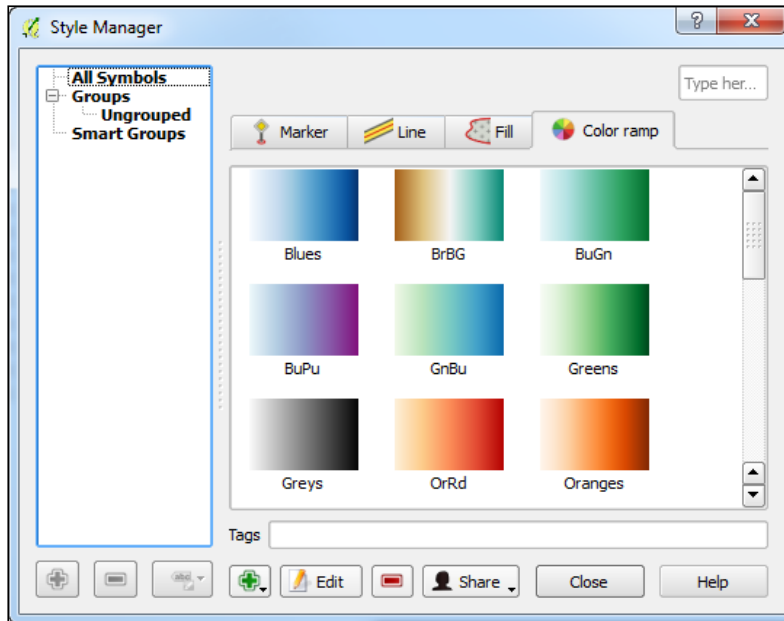 Style Manager
?
All Symbols
Groups
Ungrouped
Smart Groups
Type her...
Marker Line Fill Color ramp
Blues BrBG BuGn
BuPu GnBu Greens
Greys OrRd Oranges
Tags
Edit Share Close Help